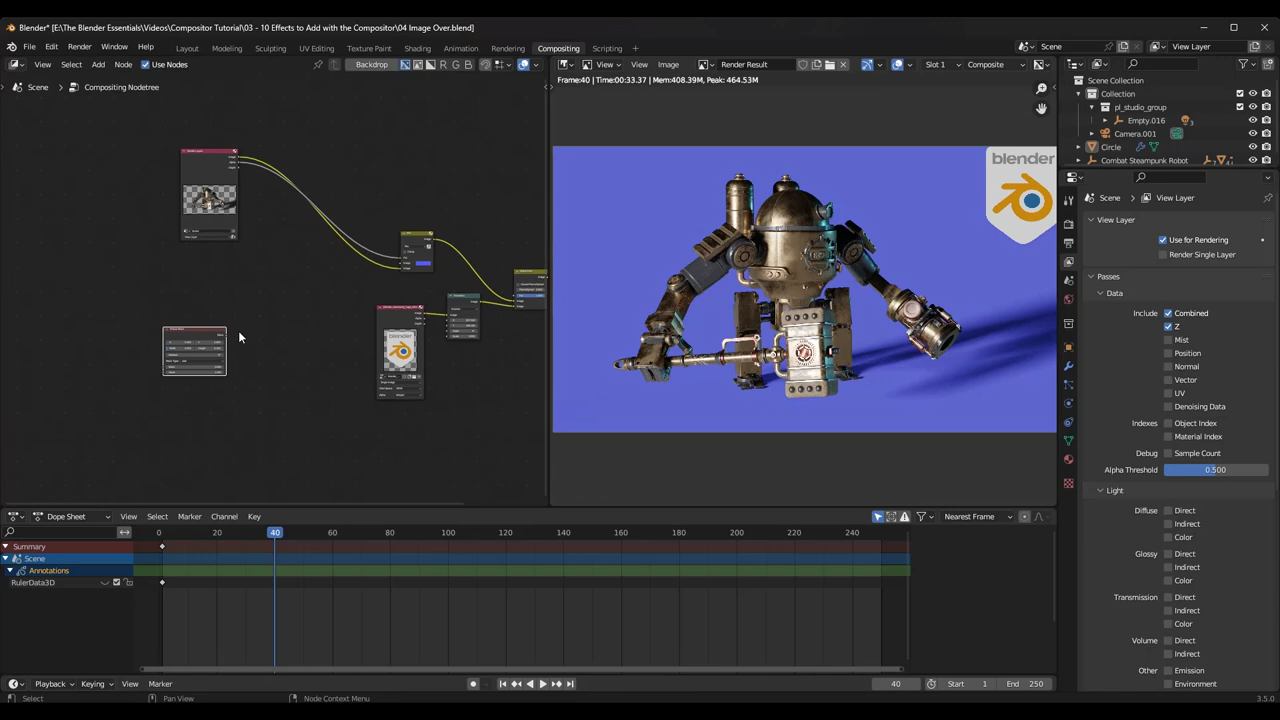 Blender* [E:\The Blender Essentials\Videos\Compositor Tutorial\03 - 10 Effects to Add with the Compositor\04 Image Over.blend]
File Edit Render Window Help Layout Modeling Sculpting UV Editing Texture Paint Shading Animation Compositing Rendering Scripting + Scene View Layer
View Select Add Node Use Nodes Backdrop R G B View View Image Render Result Slot 1 Composite
Scene > Compositing Nodetree
Frame:40 | Time:00:33.37 | Mem:408.39M, Peak: 464.53M
Scene Collection
Collection
pl_studio_group
Empty.016
Camera.001
Circle
Combat Steampunk Robot
blender
Scene > View Layer
View Layer
Use for Rendering
Render Single Layer
Passes
Data
Include Combined
Z
Mist
Position
Normal
Vector
UV
Denoising Data
Indexes Object Index
Material Index
Debug Sample Count
Alpha Threshold 0.500
Light
Diffuse Direct
Indirect
Color
Glossy Direct
Indirect
Color
Transmission Direct
Indirect
Color
Volume Direct
Indirect
Other Emission
Environment
blender
Dope Sheet View Select Marker Channel Key Nearest Frame
0 20 40 60 80 100 120 140 160 180 200 220 240
Summary
Scene
Annotations
RulerData3D
Playback Keying View Marker 40 Start 1 End 250
Select Pan View Node Context Menu 3.5.0